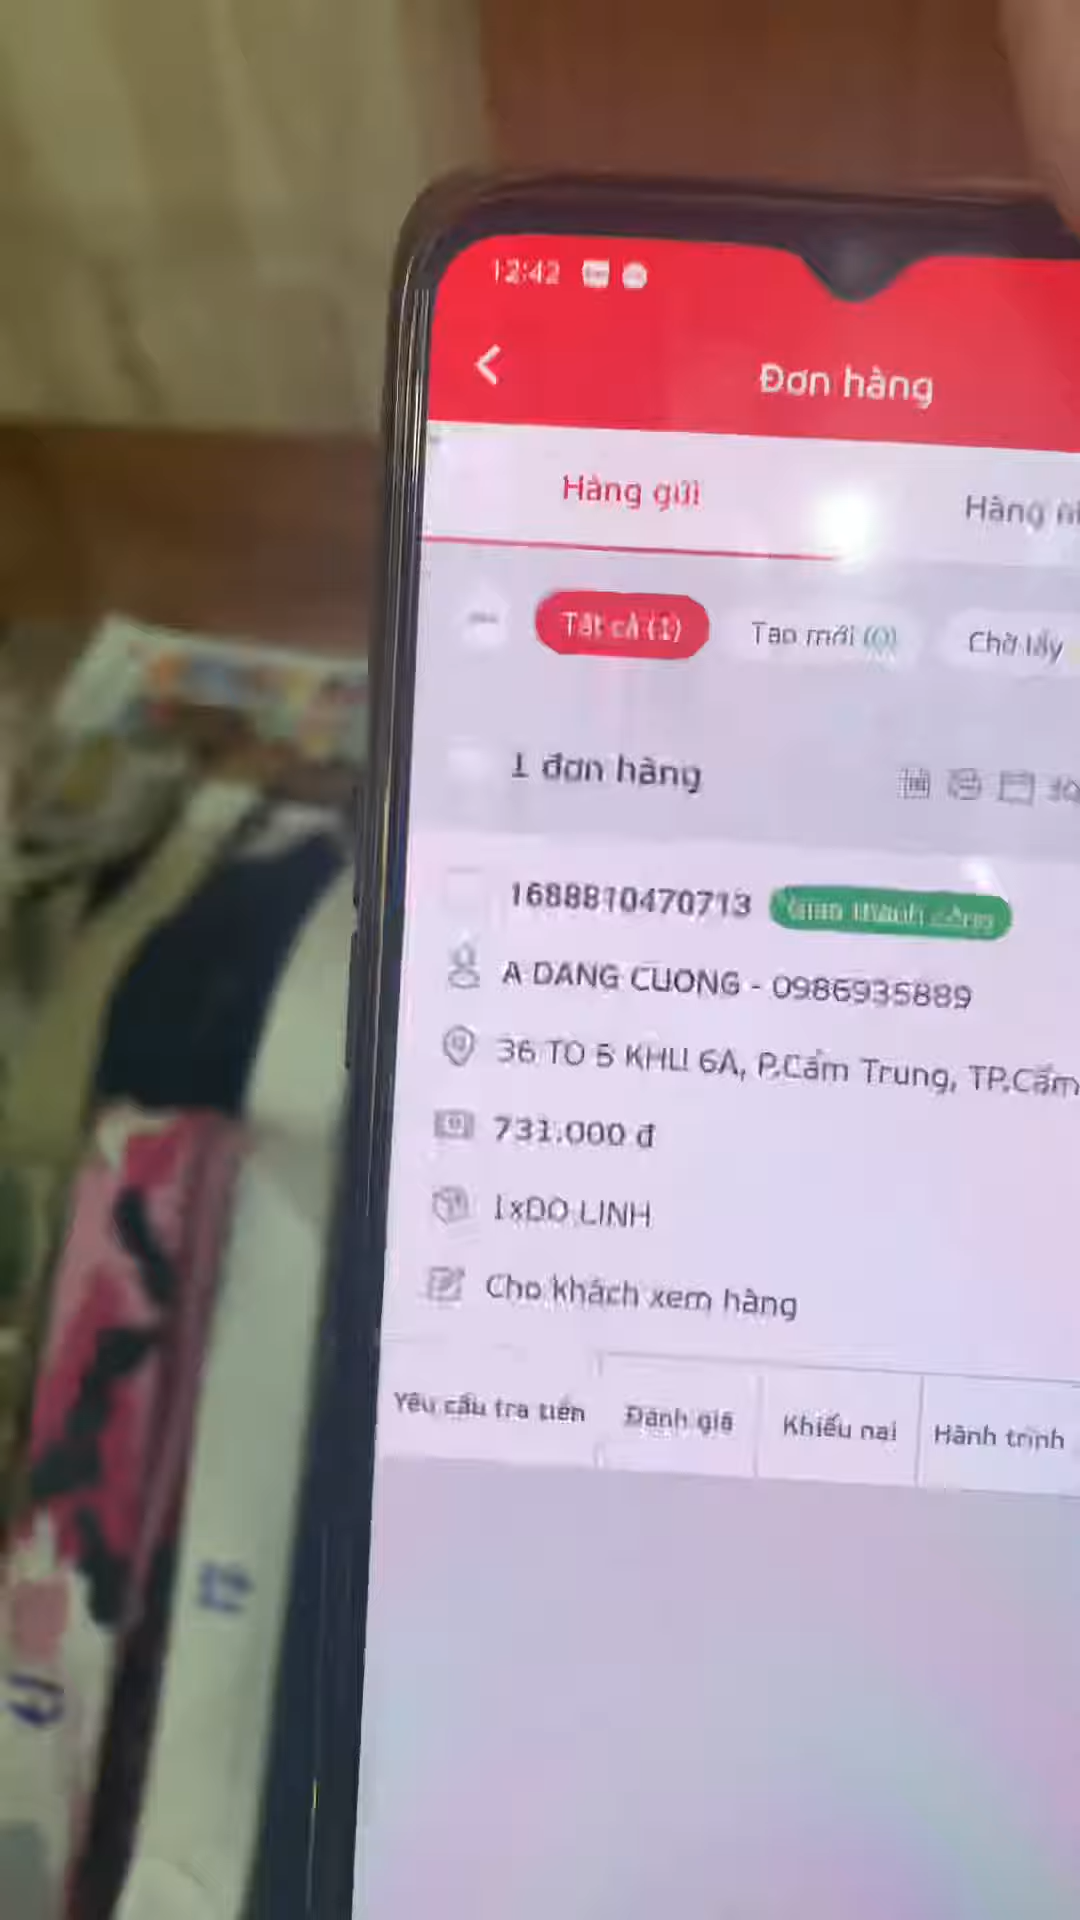 12:42
Đơn hàng
Hàng gửi
Hàng
Tất cả (1)
Tạo mới (0)
Chờ lấy
1 đơn hàng
1688810470713
A DANG CUONG - 0986935889
36 TO 5 KHU 6A, P.Cẩm Trung, TP.Cẩm
731.000 đ
1xDO LINH
Cho khách xem hàng
Yêu cầu trả tiền
Đánh giá
Khiếu nại
Hành trình